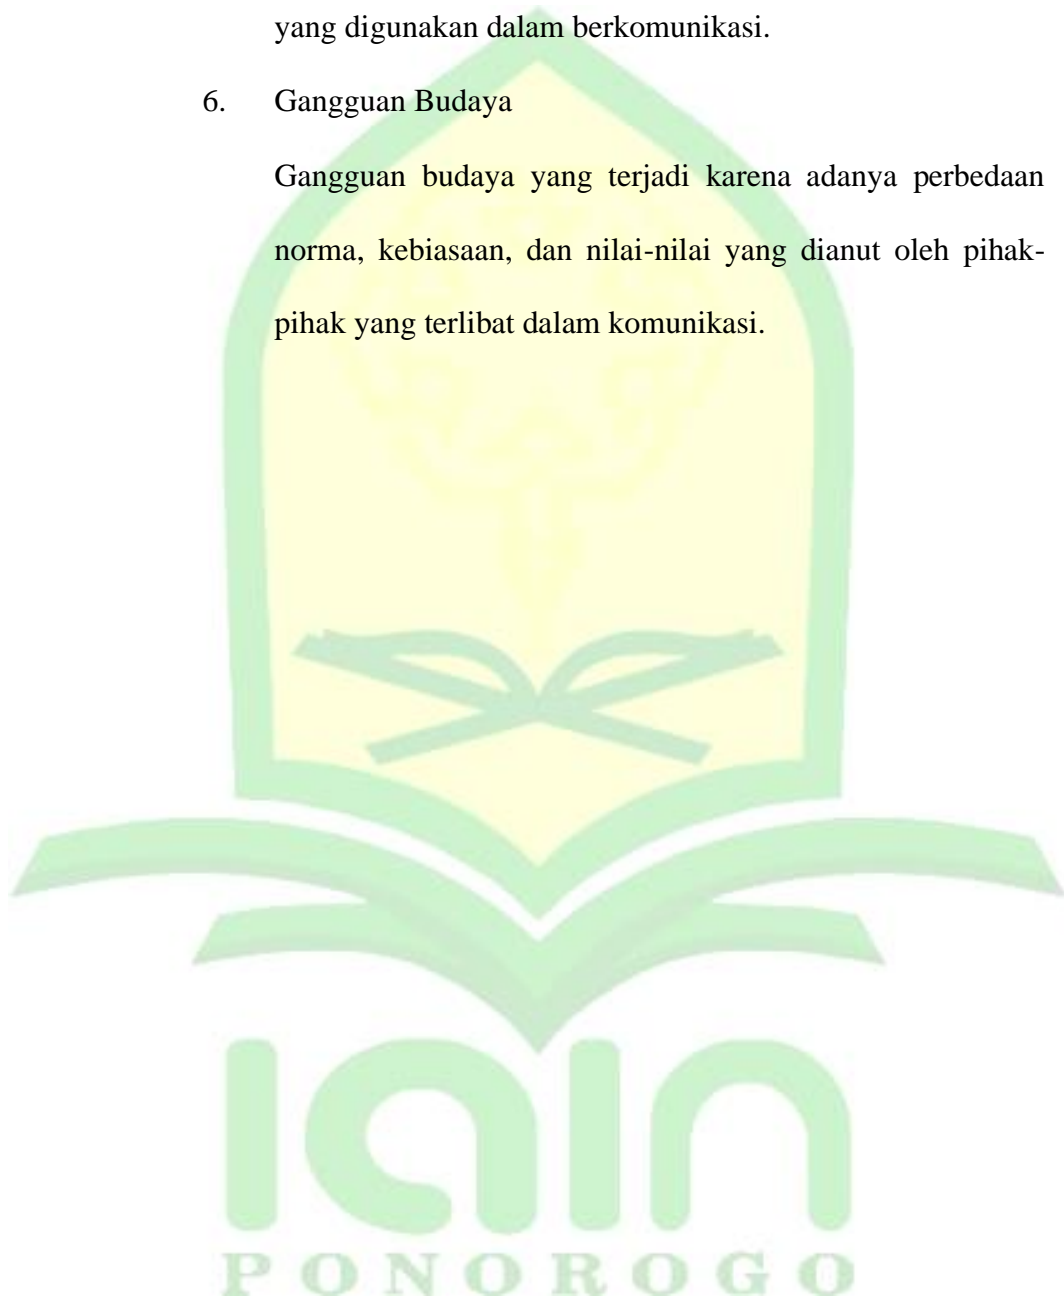 yang digunakan dalam berkomunikasi.
6. Gangguan Budaya
Gangguan budaya yang terjadi karena adanya perbedaan
norma, kebiasaan, dan nilai-nilai yang dianut oleh pihak-
pihak yang terlibat dalam komunikasi.
IAIN
PONOROGO